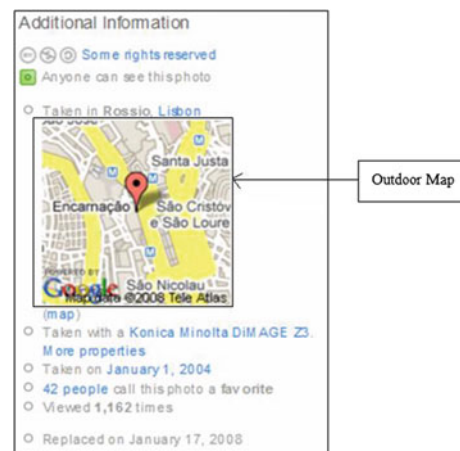 Additional Information
Some rights reserved
Anyone can see this photo
Taken in Rossio, Lisbon
Santa Justa
Encarnação
São Cristóv
e São Loure
POWERED BY
Google
São Nicolau
Map data ©2008 Tele Atlas
(map)
Taken with a Konica Minolta DiMAGE Z3.
More properties
Taken on January 1, 2004
42 people call this photo a favorite
Viewed 1,162 times
Replaced on January 17, 2008
Outdoor Map